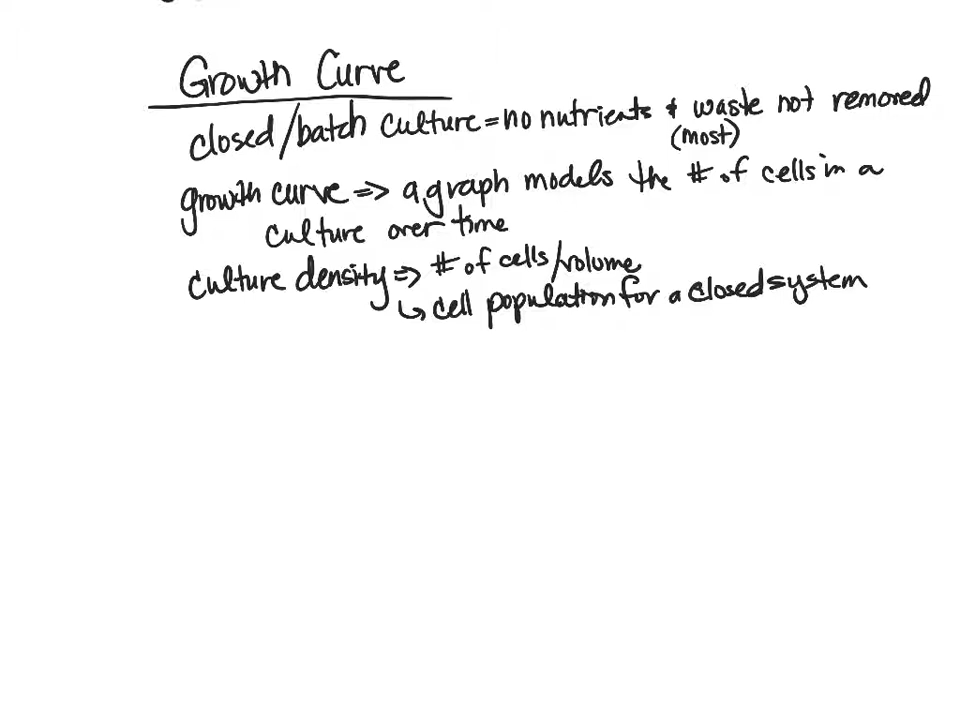 Growth Curve
closed/batch culture = no nutrients & waste not removed
(most)
growth curve => a graph models the # of cells in a
culture over time
culture density => # of cells/volume
↳ cell population for a closed system